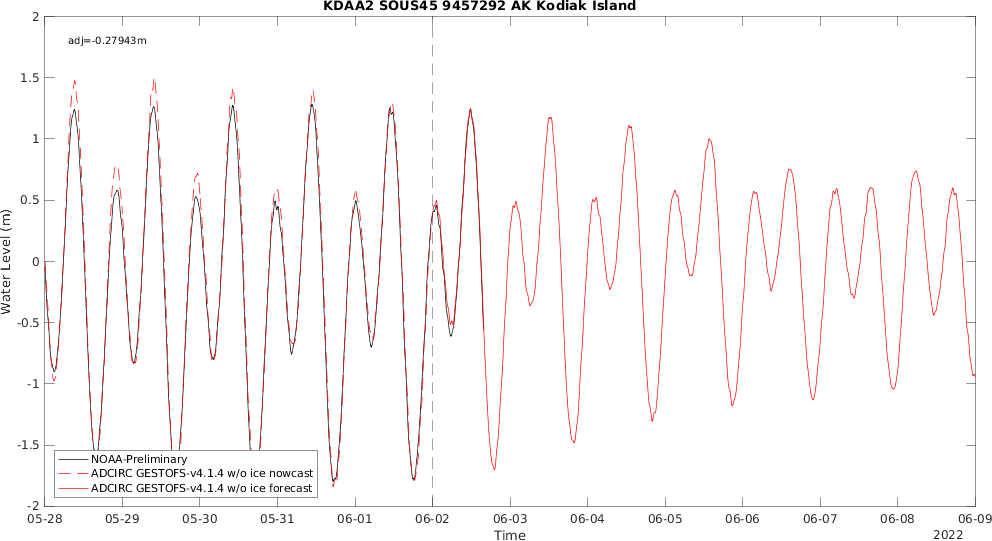 KDAA2 SOUS45 9457292 AK Kodiak Island
adj=-0.27943m
2
1.5
1
0.5
0
-0.5
-1
-1.5
-2
Water Level (m)
NOAA-Preliminary
ADCIRC GESTOFS-v4.1.4 w/o ice nowcast
ADCIRC GESTOFS-v4.1.4 w/o ice forecast
05-28 05-29 05-30 05-31 06-01 06-02 06-03 06-04 06-05 06-06 06-07 06-08 06-09
Time
2022